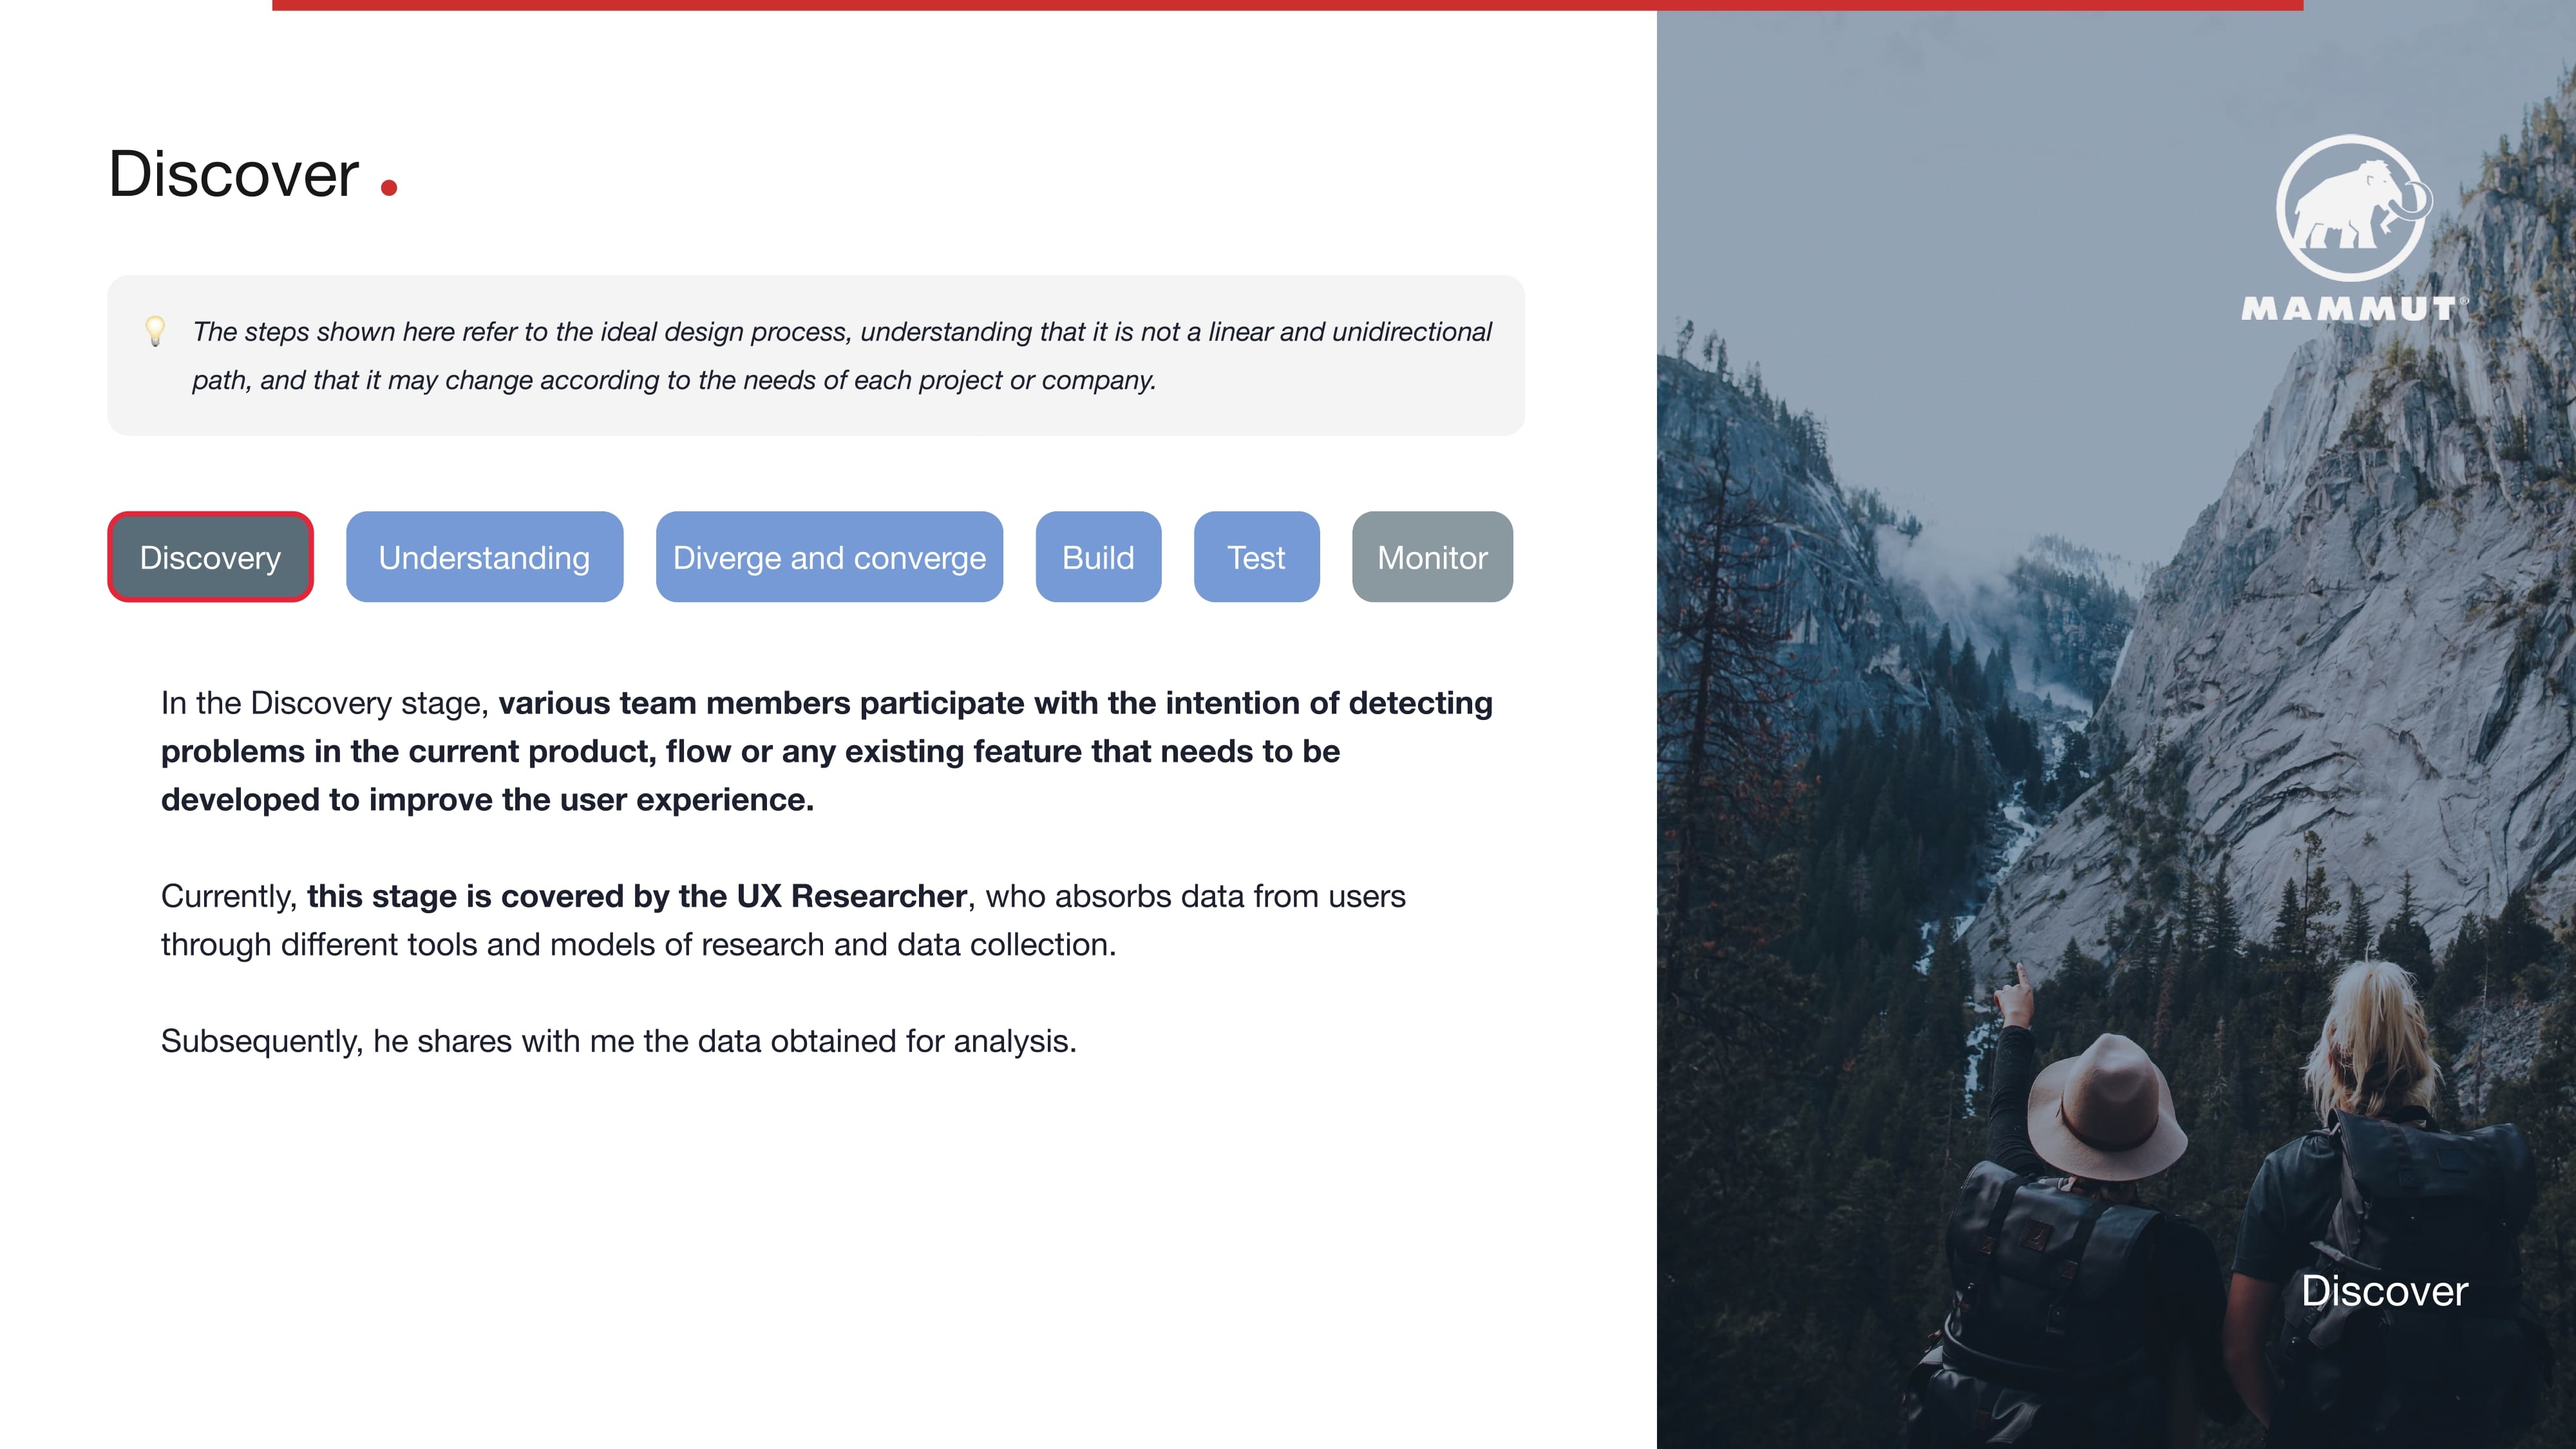 Discover .
💡 The steps shown here refer to the ideal design process, understanding that it is not a linear and unidirectional
path, and that it may change according to the needs of each project or company.
Discovery
Understanding
Diverge and converge
Build
Test
Monitor
In the Discovery stage, various team members participate with the intention of detecting
problems in the current product, flow or any existing feature that needs to be
developed to improve the user experience.
Currently, this stage is covered by the UX Researcher, who absorbs data from users
through different tools and models of research and data collection.
Subsequently, he shares with me the data obtained for analysis.
MAMMUT®
Discover